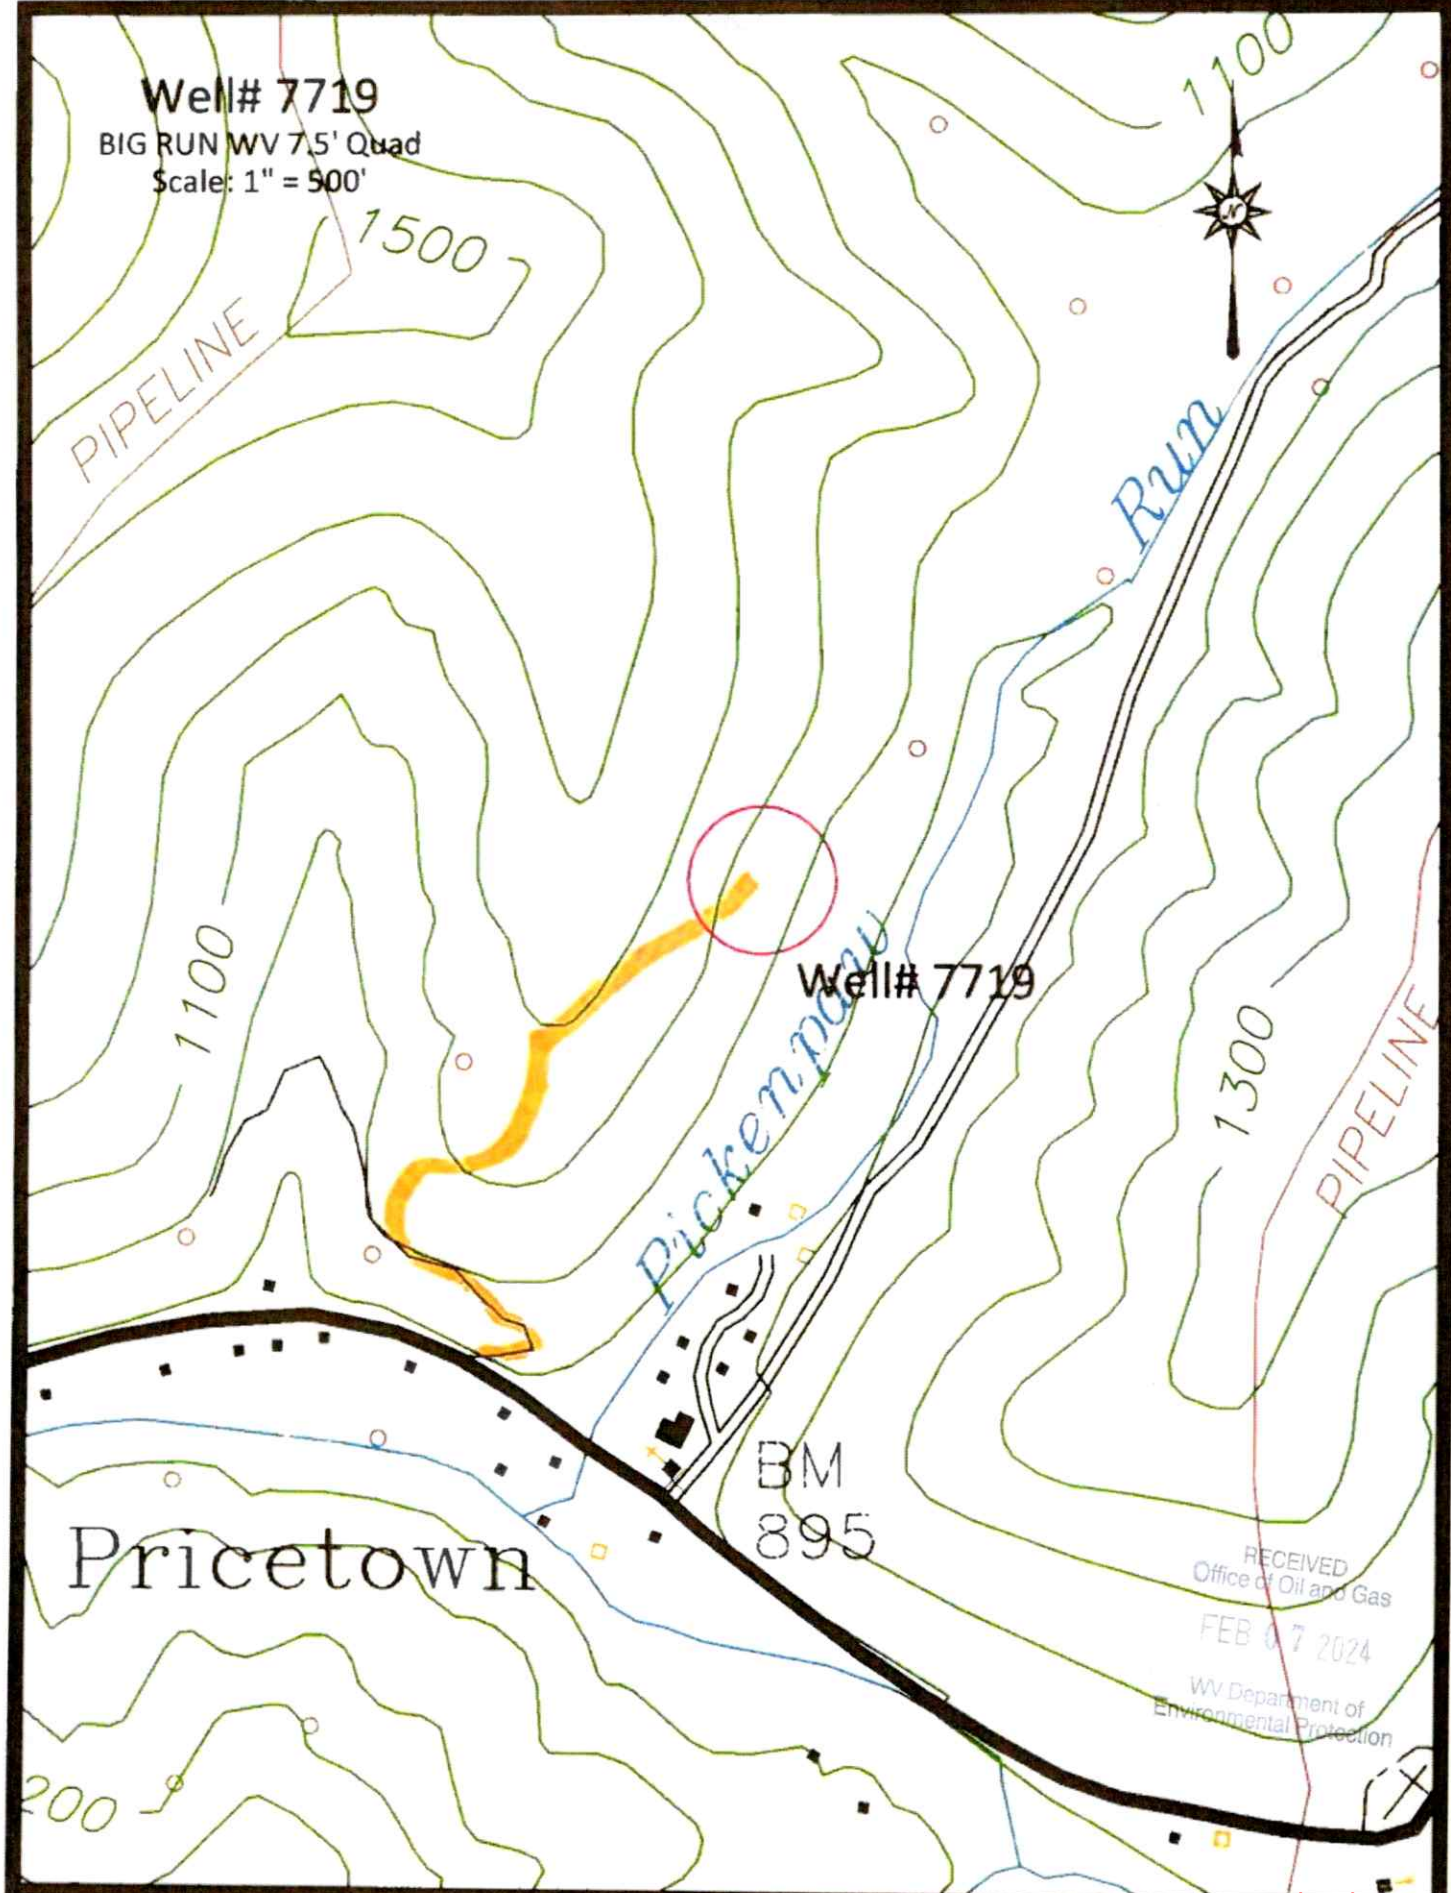 Well# 7719
BIG RUN WV 7.5' Quad
Scale: 1" = 500'
1100
N
1500
PIPELINE
Run
1100
Well# 7719
Pickenpaw
1300
PIPELINE
BM
895
Pricetown
RECEIVED
Office of Oil and Gas
FEB 07 2024
WV Department of
Environmental Protection
200